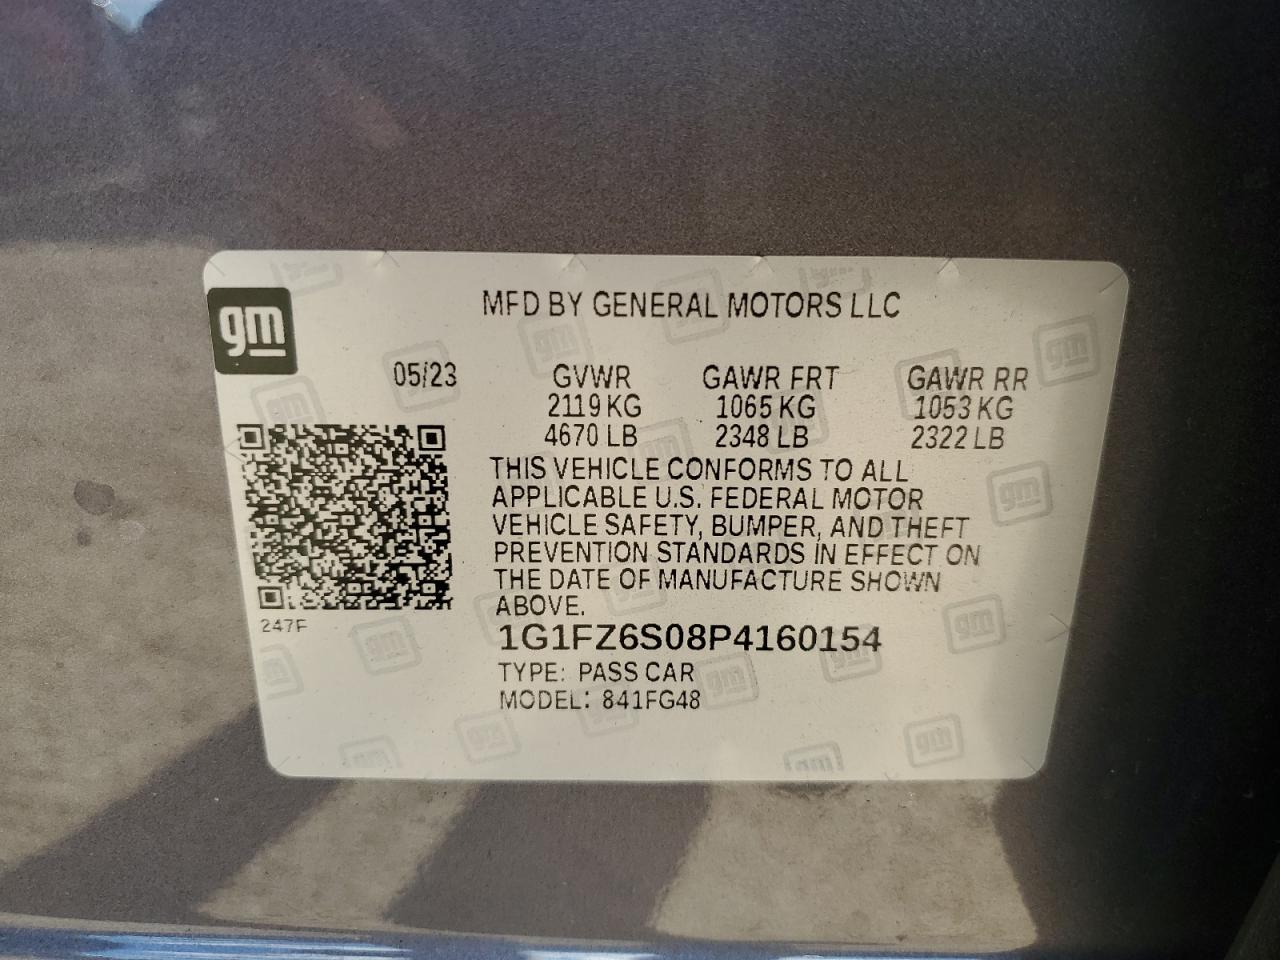 gm
MFD BY GENERAL MOTORS LLC
05/23 GVWR GAWR FRT GAWR RR
2119 KG 1065 KG 1053 KG
4670 LB 2348 LB 2322 LB
THIS VEHICLE CONFORMS TO ALL
APPLICABLE U.S. FEDERAL MOTOR
VEHICLE SAFETY, BUMPER, AND THEFT
PREVENTION STANDARDS IN EFFECT ON
THE DATE OF MANUFACTURE SHOWN
ABOVE.
247F
1G1FZ6S08P4160154
TYPE: PASS CAR
MODEL: 841FG48